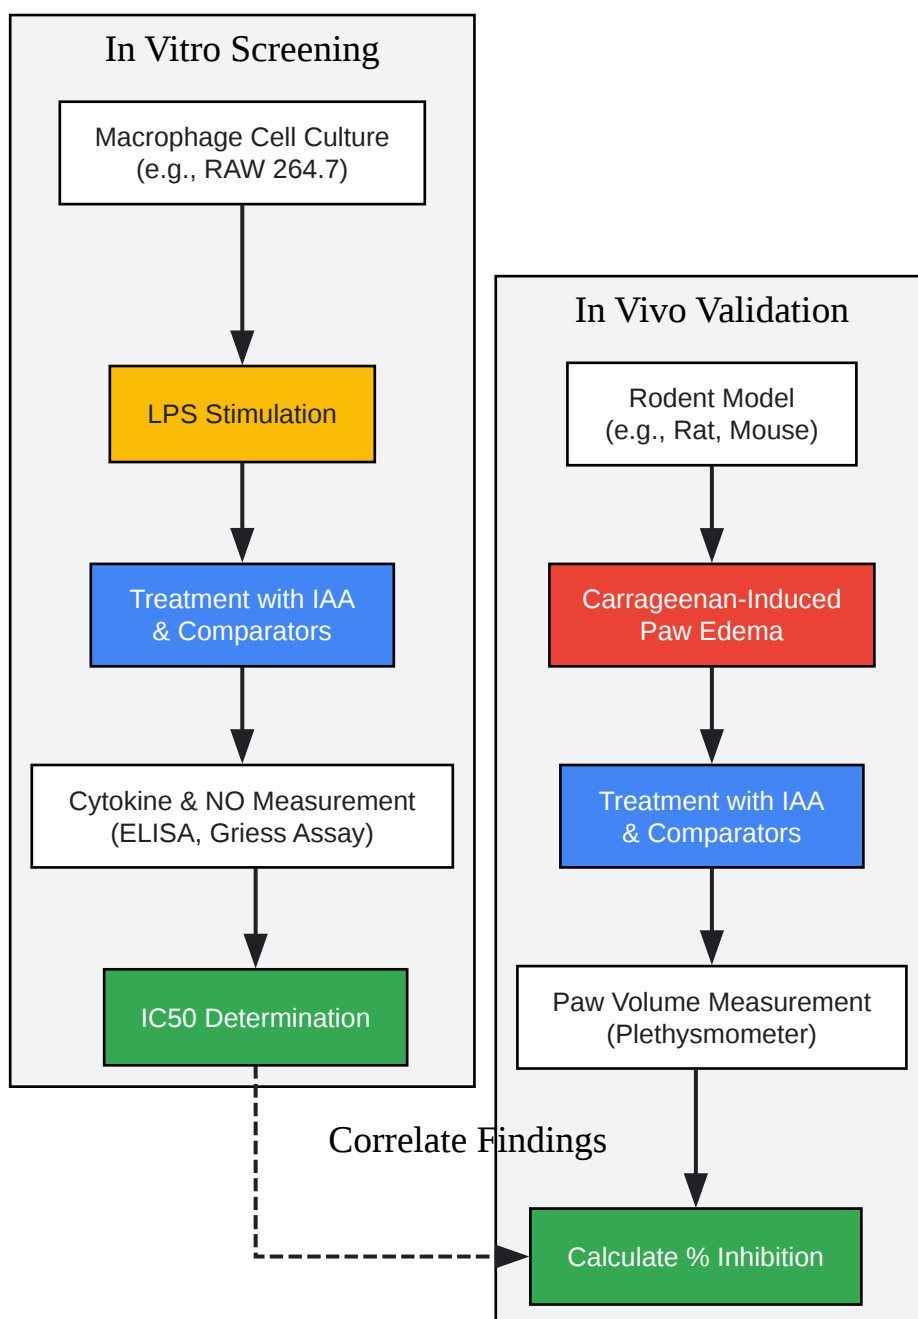 In Vitro Screening
Macrophage Cell Culture
(e.g., RAW 264.7)
LPS Stimulation
Treatment with IAA
& Comparators
Cytokine & NO Measurement
(ELISA, Griess Assay)
IC50 Determination
In Vivo Validation
Rodent Model
(e.g., Rat, Mouse)
Carrageenan-Induced
Paw Edema
Treatment with IAA
& Comparators
Paw Volume Measurement
(Plethysmometer)
Correlate Findings
Calculate % Inhibition